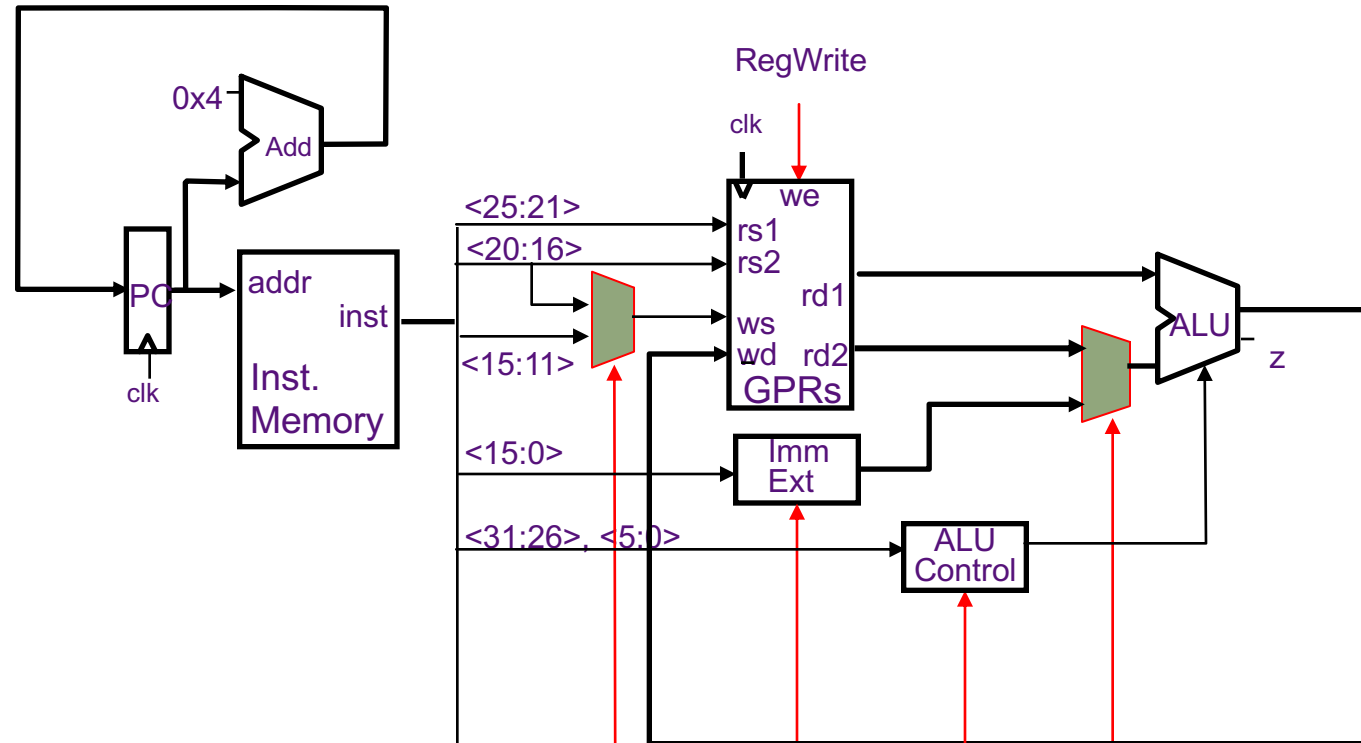 RegWrite
0x4
clk
Add
we
<25:21>
rs1
<20:16>
rs2
addr
PC
rd1
inst
ws
ALU
wd
rd2
z
<15:11>
clk
Inst.
Memory
GPRs
<15:0>
Imm
Ext
<31:26>, <5:0>
ALU
Control